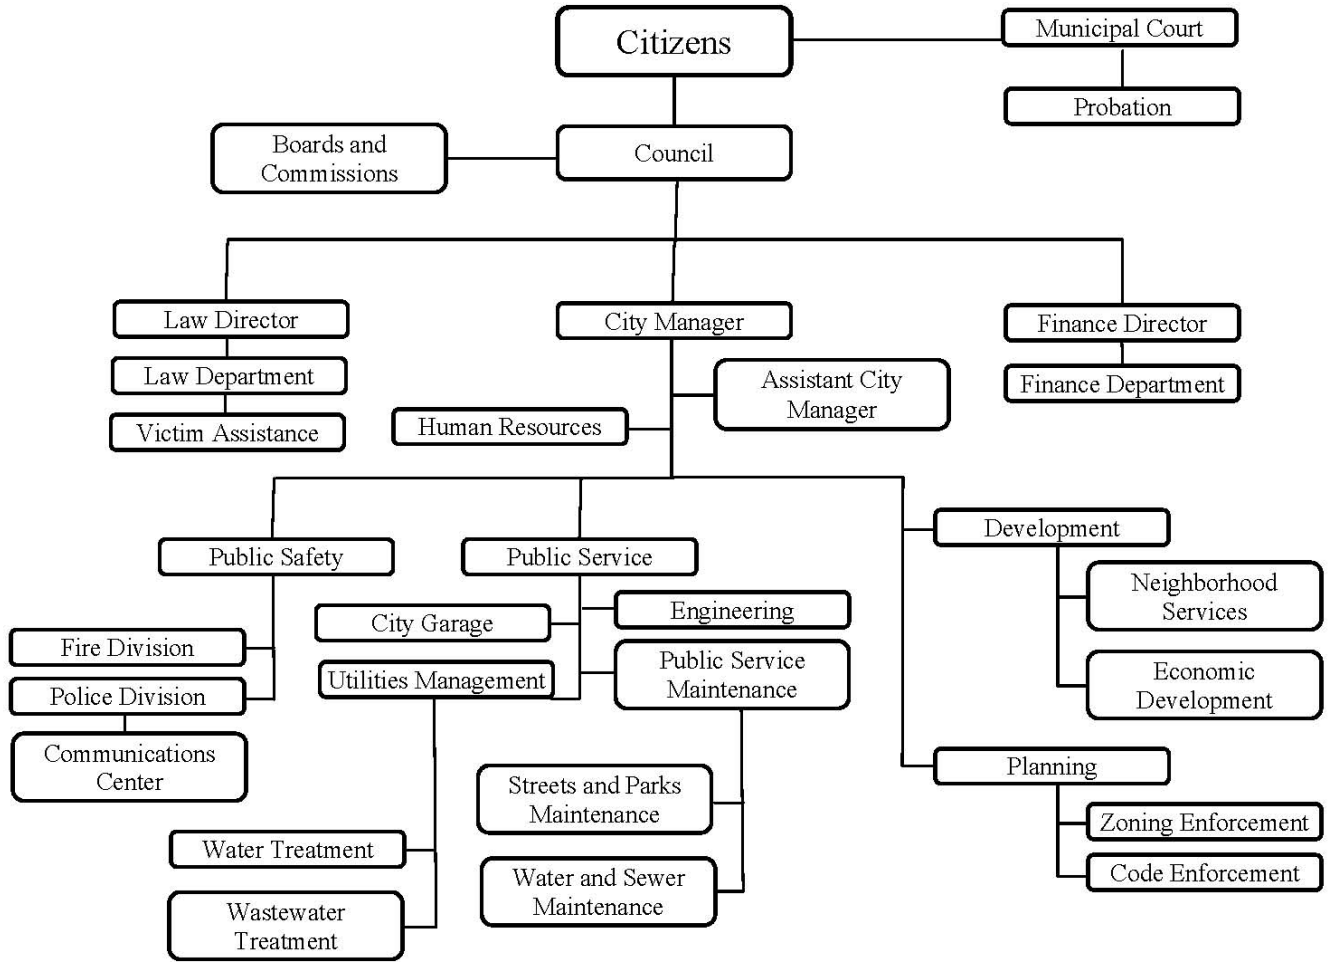 Citizens
Municipal Court
Probation
Boards and
Commissions
Council
Law Director
City Manager
Finance Director
Law Department
Assistant City
Manager
Finance Department
Human Resources
Victim Assistance
Public Safety
Public Service
Development
Neighborhood
Services
Engineering
City Garage
Fire Division
Public Service
Maintenance
Utilities Management
Economic
Development
Police Division
Communications
Center
Planning
Streets and Parks
Maintenance
Zoning Enforcement
Water Treatment
Code Enforcement
Water and Sewer
Maintenance
Wastewater
Treatment